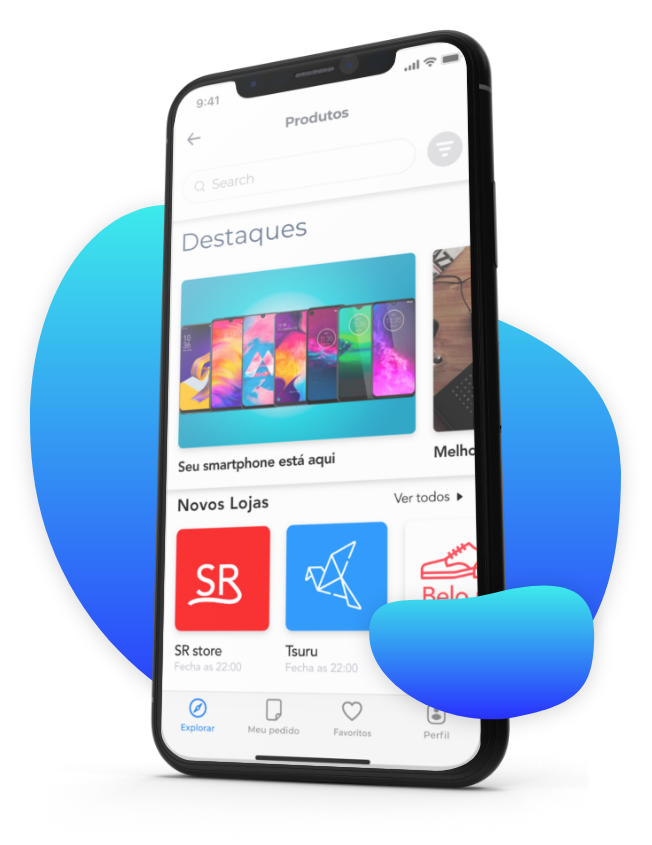 9:41
Produtos
Search
Destaques
Seu smartphone está aqui
Melho
Novos Lojas
Ver todos
SR
Belo
SR store
Fecha as 22:00
Tsuru
Fecha as 22:00
Explorar
Meu pedido
Favoritos
Perfil